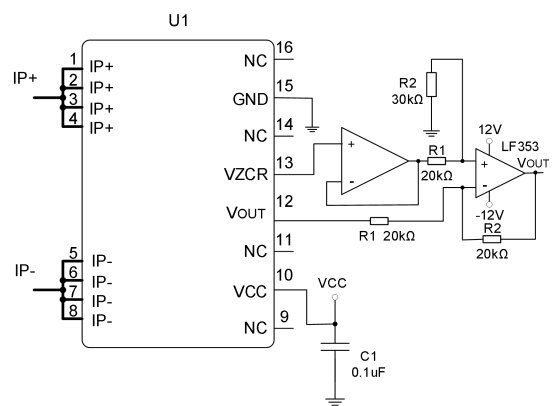 U1
IP+
1 IP+
2 IP+
3 IP+
4 IP+
IP-
5 IP-
6 IP-
7 IP-
8 IP-
NC 16
GND 15
NC 14
VZCR 13
VOUT 12
NC 11
VCC 10
NC 9
+
-
R2
30kΩ
R1
20kΩ
12V
LF353
VOUT
+
-
-12V
R1 20kΩ
R2
20kΩ
VCC
C1
0.1uF